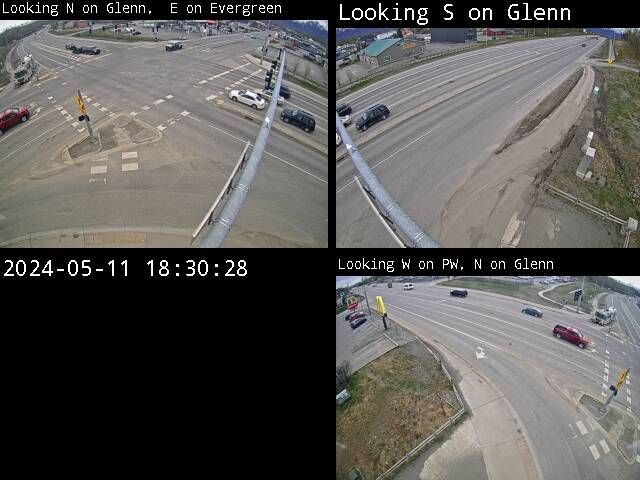 Looking N on Glenn,  E on Evergreen
Looking S on Glenn
2024-05-11 18:30:28
Looking W on PW, N on Glenn